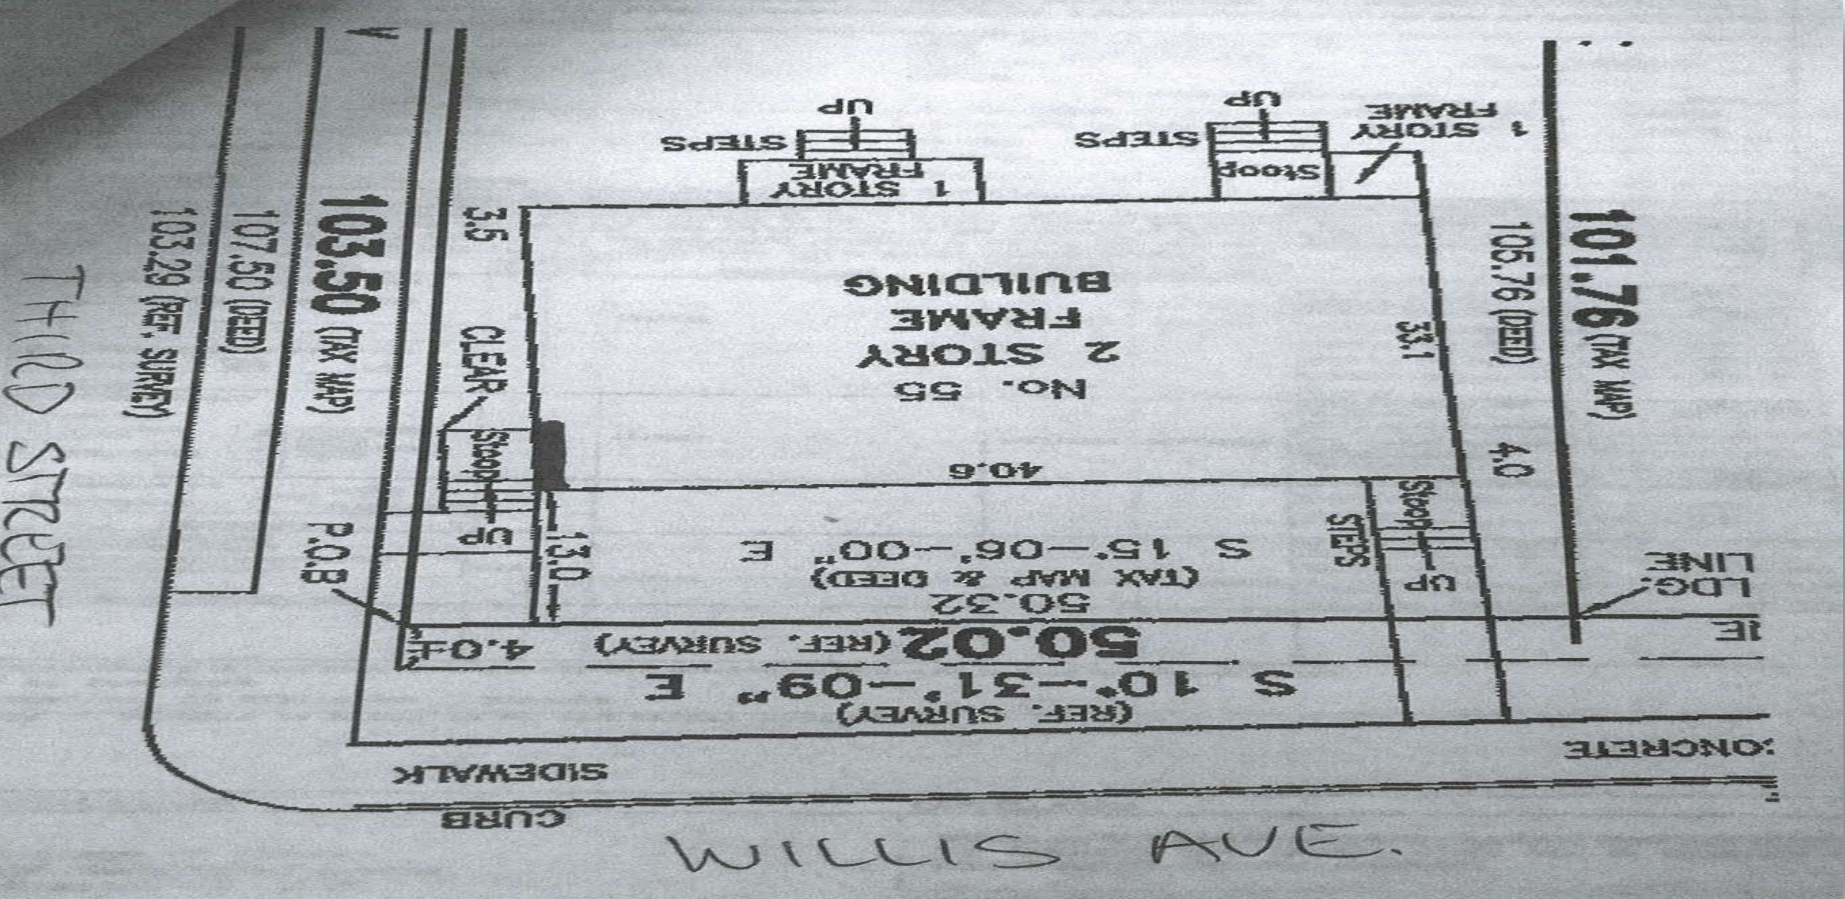 UP
STEPS
1 STORY
FRAME
UP
STEPS
Stoop
1 STORY
FRAME
3.5
CLEAR
Stoop
UP
13.0
No. 55
2 STORY
FRAME
BUILDING
33.1
40.6
4.0
105.76 (DEED)
101.76 (TAX MAP)
103.50 (TAX MAP)
107.50 (DEED)
103.29 (REF. SURVEY)
THIRD STREET
P.O.B
Stoop
UP
STEPS
S 15°-06'-00" E
(TAX MAP & DEED)
50.32
50.02 (REF. SURVEY)
4.0±
S 10°-31'-09" E
(REF. SURVEY)
LDG.
LINE
NE
CONCRETE
SIDEWALK
CURB
WILLIS AVE.